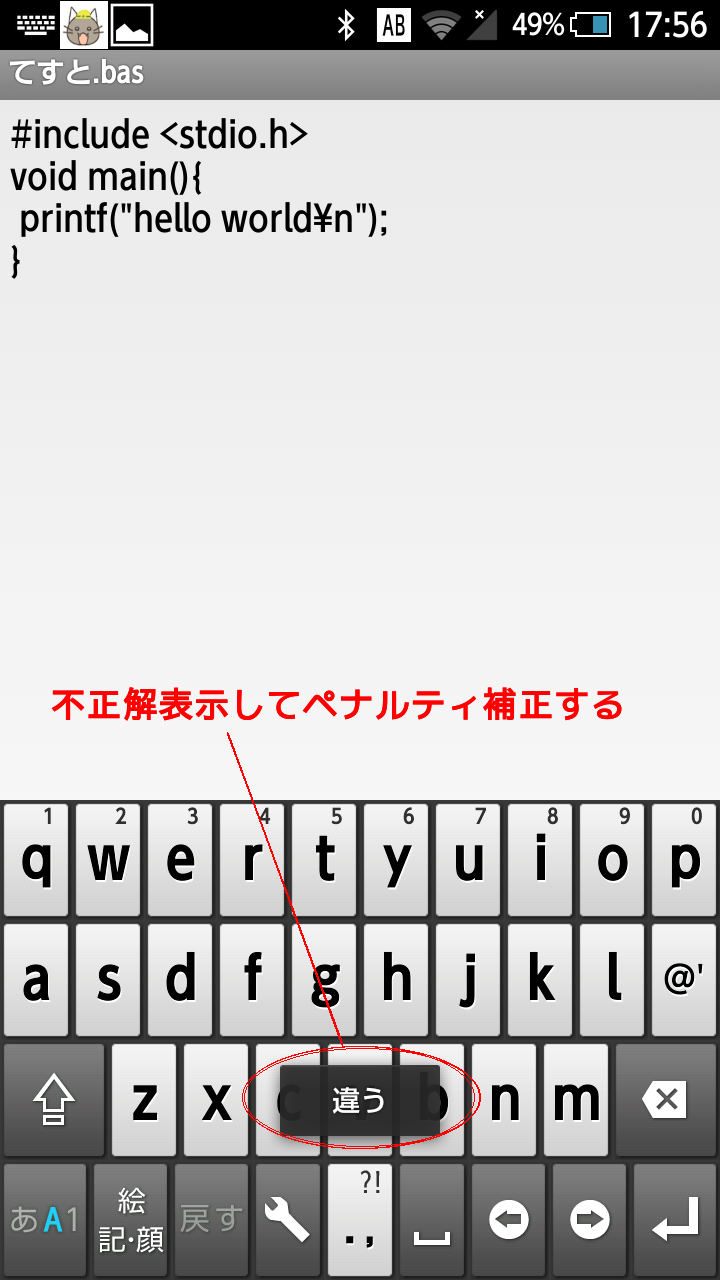 AB 49% 17:56
てすと.bas
#include <stdio.h>
void main(){
 printf("hello world¥n");
}
不正解表示してペナルティ補正する
1 2 3 4 5 6 7 8 9 0
q w e r t y u i o p
a s d f g h j k l @'
z x c 違う b n m
あA1 絵記・顔 戻す ?! .,